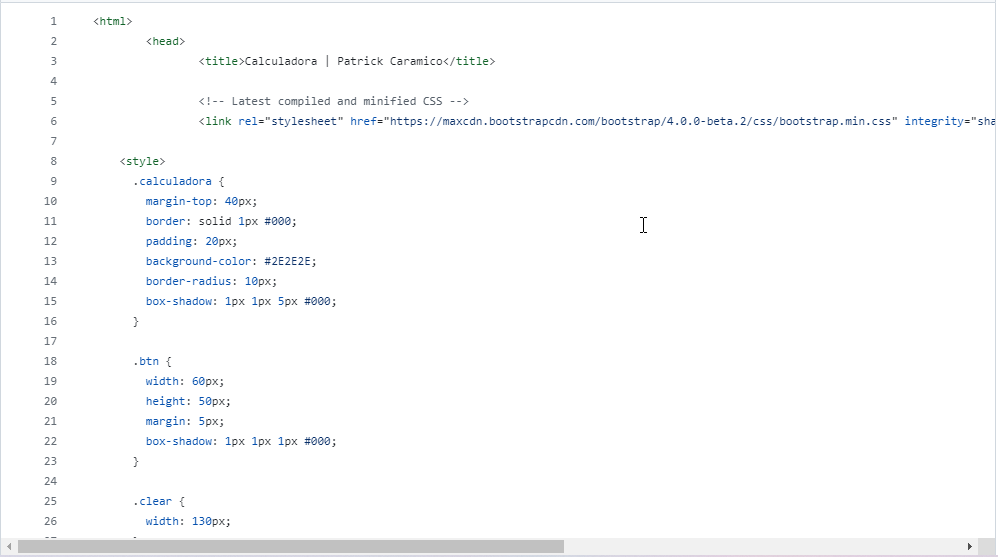 1 <html>
2 <head>
3 <title>Calculadora | Patrick Caramico</title>
4
5 <!-- Latest compiled and minified CSS -->
6 <link rel="stylesheet" href="https://maxcdn.bootstrapcdn.com/bootstrap/4.0.0-beta.2/css/bootstrap.min.css" integrity="sha
7
8 <style>
9 .calculadora {
10 margin-top: 40px;
11 border: solid 1px #000;
12 padding: 20px;
13 background-color: #2E2E2E;
14 border-radius: 10px;
15 box-shadow: 1px 1px 5px #000;
16 }
17
18 .btn {
19 width: 60px;
20 height: 50px;
21 margin: 5px;
22 box-shadow: 1px 1px 1px #000;
23 }
24
25 .clear {
26 width: 130px;